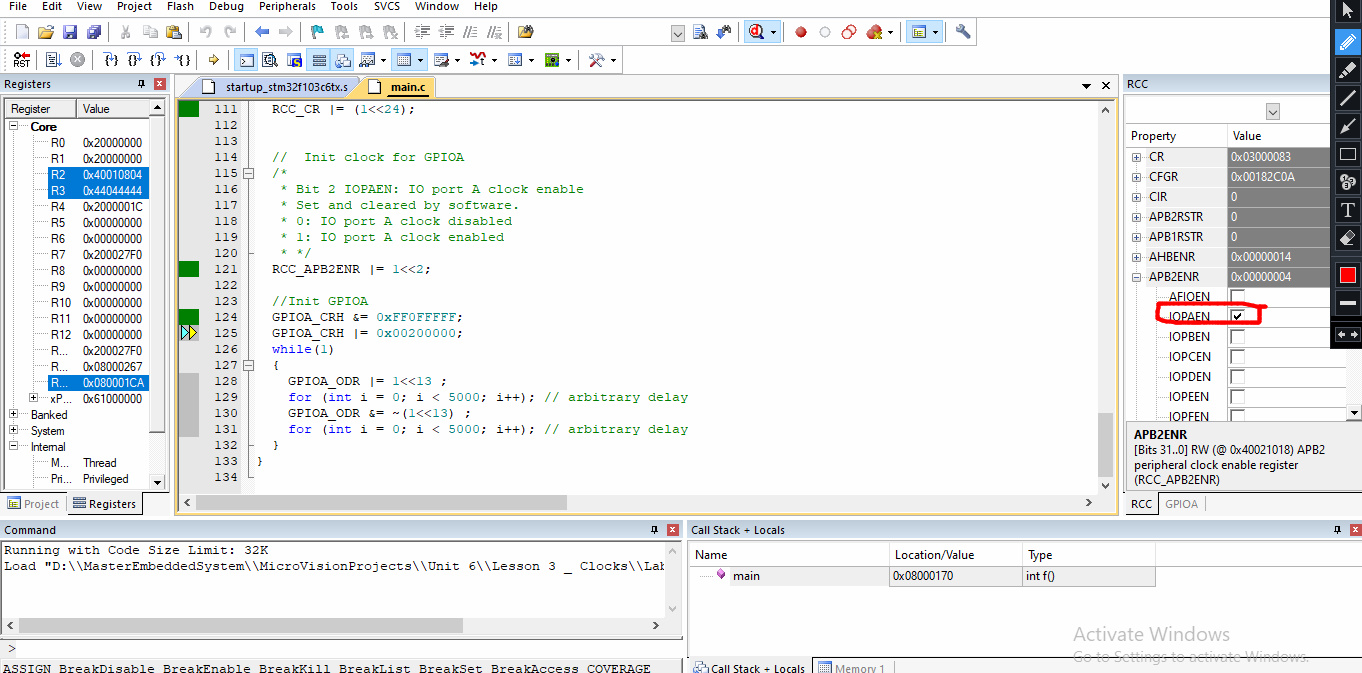 File Edit View Project Flash Debug Peripherals Tools SVCS Window Help
RST
Registers
Register Value
Core
R0 0x20000000
R1 0x20000000
R2 0x40010804
R3 0x44044444
R4 0x2000001C
R5 0x00000000
R6 0x00000000
R7 0x200027F0
R8 0x00000000
R9 0x00000000
R10 0x00000000
R11 0x00000000
R12 0x00000000
R... 0x200027F0
R... 0x08000267
R... 0x080001CA
xP... 0x61000000
Banked
System
Internal
M... Thread
Pri... Privileged
Project Registers
startup_stm32f103c6tx.s main.c
111 RCC_CR |= (1<<24);
112
113
114 //  Init clock for GPIOA
115 /*
116 * Bit 2 IOPAEN: IO port A clock enable
117 * Set and cleared by software.
118 * 0: IO port A clock disabled
119 * 1: IO port A clock enabled
120 * */
121 RCC_APB2ENR |= 1<<2;
122
123 //Init GPIOA
124 GPIOA_CRH &= 0xFF0FFFFF;
125 GPIOA_CRH |= 0x00200000;
126 while(1)
127 {
128 GPIOA_ODR |= 1<<13 ;
129 for (int i = 0; i < 5000; i++); // arbitrary delay
130 GPIOA_ODR &= ~(1<<13) ;
131 for (int i = 0; i < 5000; i++); // arbitrary delay
132 }
133 }
134
RCC
Property Value
CR 0x03000083
CFGR 0x00182C0A
CIR 0
APB2RSTR 0
APB1RSTR 0
AHBENR 0x00000014
APB2ENR 0x00000004
AFIOEN
IOPAEN
IOPBEN
IOPCEN
IOPDEN
IOPEEN
IOPFEN
APB2ENR
[Bits 31..0] RW (@ 0x40021018) APB2
peripheral clock enable register
(RCC_APB2ENR)
RCC GPIOA
T
Command
Running with Code Size Limit: 32K
Load "D:\\MasterEmbeddedSystem\\MicroVisionProjects\\Unit 6\\Lesson 3 _ Clocks\\Lab
>
ASSIGN BreakDisable BreakEnable BreakKill BreakList BreakSet BreakAccess COVERAGE
Call Stack + Locals
Name Location/Value Type
main 0x08000170 int f()
Activate Windows
Go to Settings to activate Windows.
Call Stack + Locals Memory 1